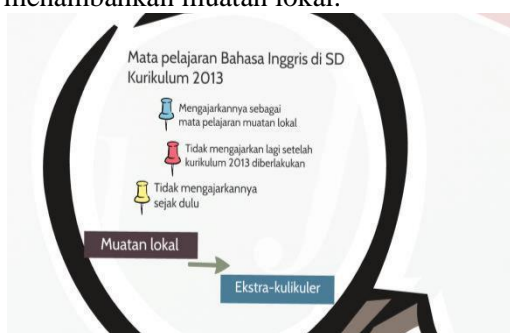 menambahkan muatan lokal.
Mata pelajaran Bahasa Inggris di SD
Kurikulum 2013
Mengajarkannya sebagai
mata pelajaran muatan lokal
Tidak mengajarkan lagi setelah
kurikulum 2013 diberlakukan
Tidak mengajarkannya
sejak dulu
Muatan lokal
Ekstra-kulikuler